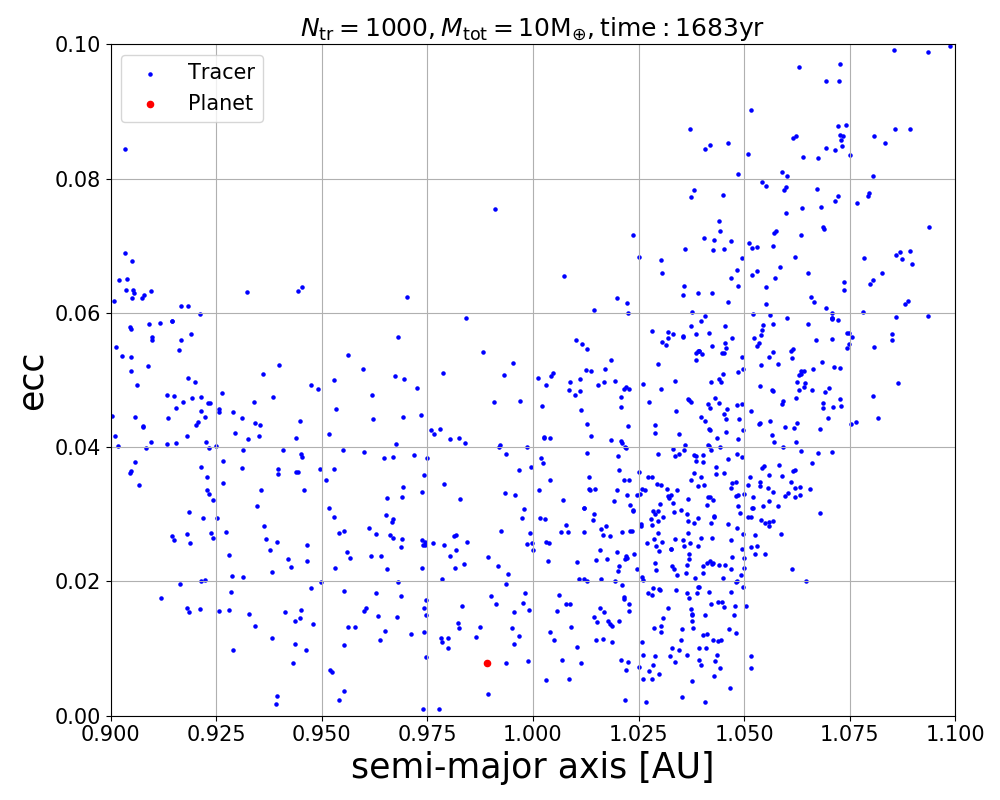 N_tr = 1000, M_tot = 10M_⊕, time : 1683yr
0.10
Tracer
Planet
0.08
0.06
ecc
0.04
0.02
0.00
0.900 0.925 0.950 0.975 1.000 1.025 1.050 1.075 1.100
semi-major axis [AU]